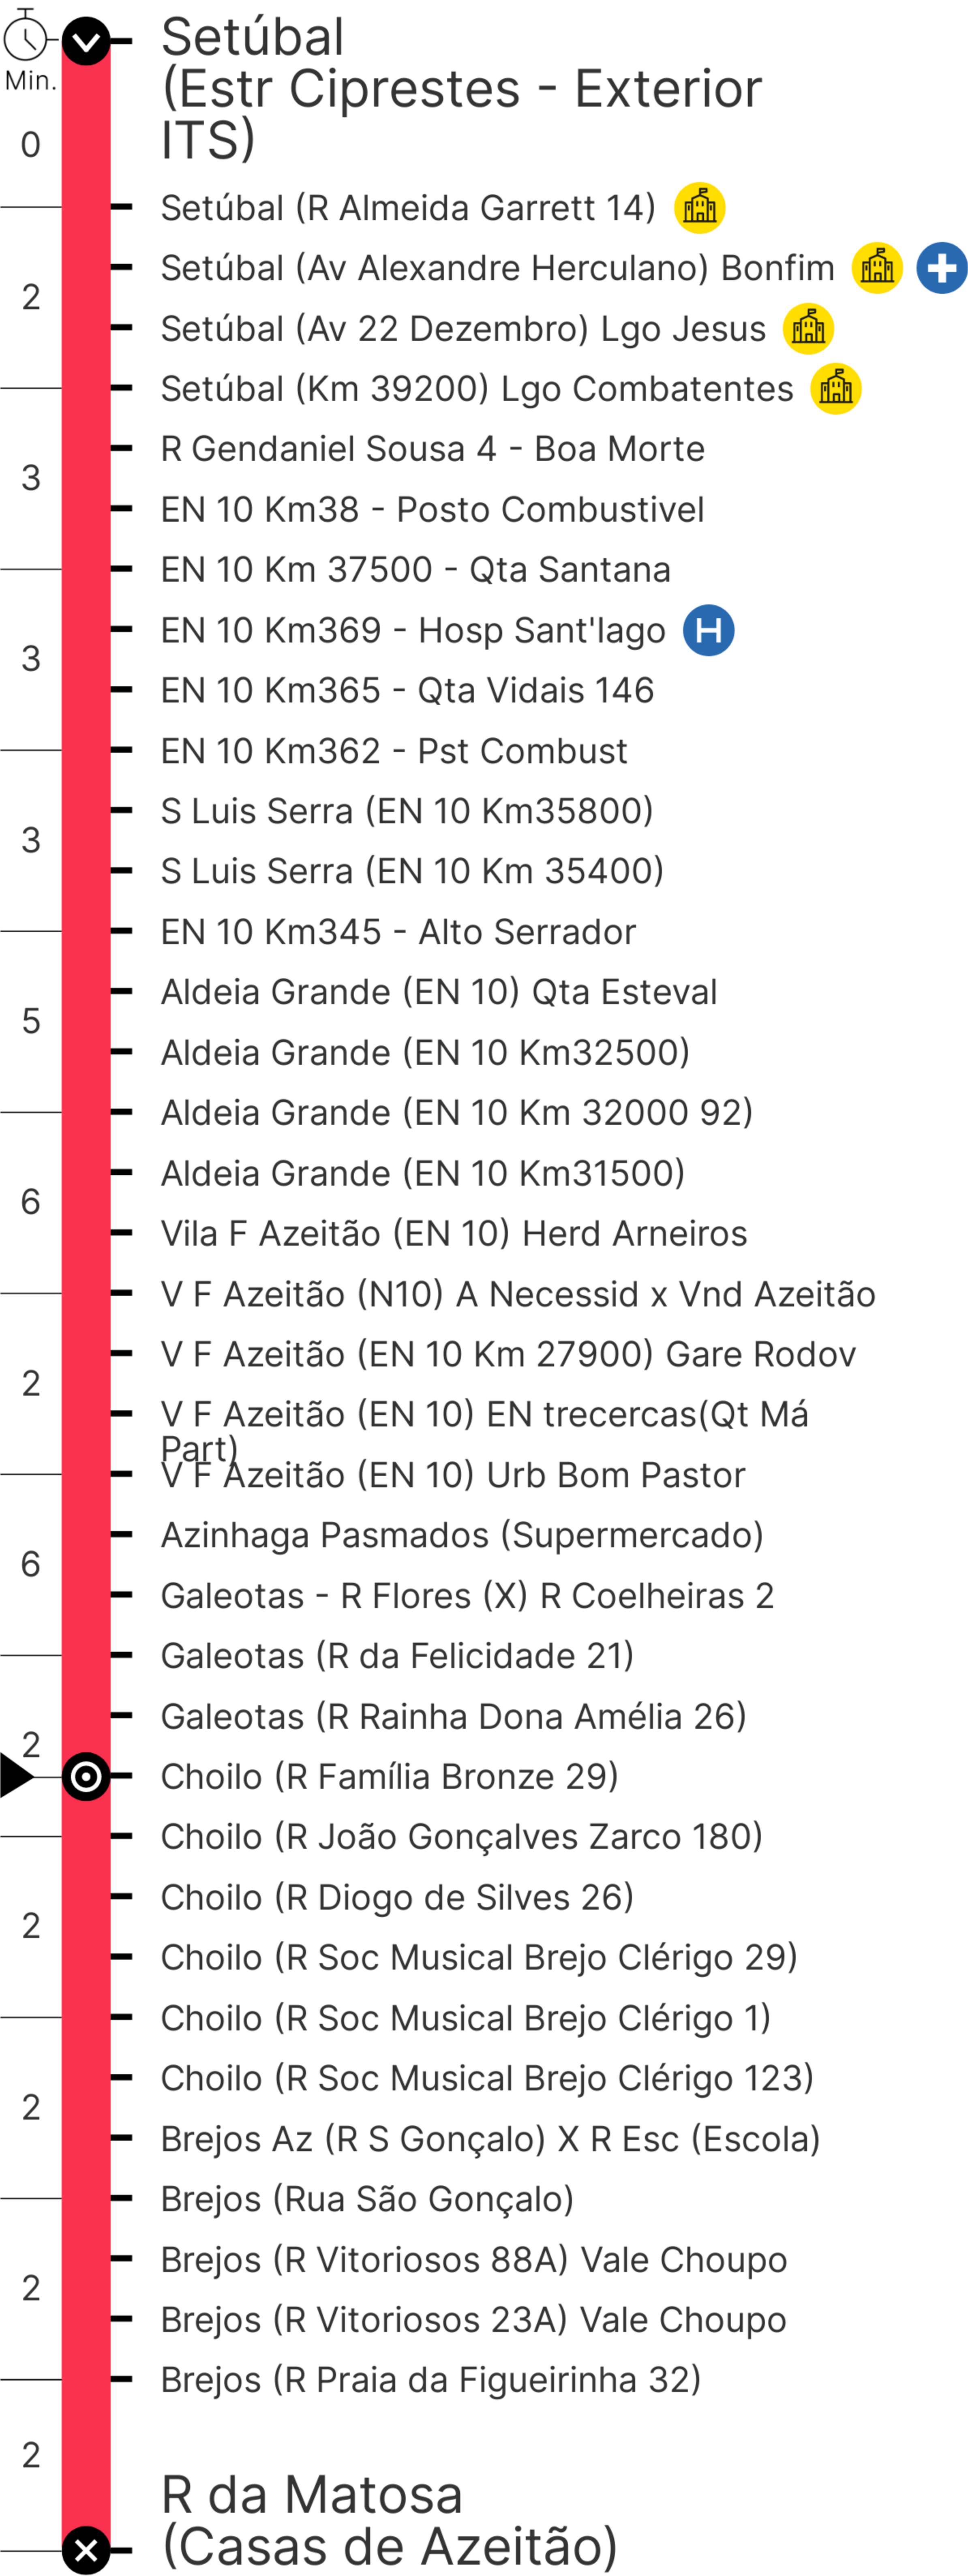 Min.
Setúbal
(Estr Ciprestes - Exterior
ITS)
0
Setúbal (R Almeida Garrett 14)
Setúbal (Av Alexandre Herculano) Bonfim
2
Setúbal (Av 22 Dezembro) Lgo Jesus
Setúbal (Km 39200) Lgo Combatentes
R Gendaniel Sousa 4 - Boa Morte
3
EN 10 Km38 - Posto Combustivel
EN 10 Km 37500 - Qta Santana
EN 10 Km369 - Hosp Sant'Iago H
3
EN 10 Km365 - Qta Vidais 146
EN 10 Km362 - Pst Combust
S Luis Serra (EN 10 Km35800)
3
S Luis Serra (EN 10 Km 35400)
EN 10 Km345 - Alto Serrador
Aldeia Grande (EN 10) Qta Esteval
5
Aldeia Grande (EN 10 Km32500)
Aldeia Grande (EN 10 Km 32000 92)
Aldeia Grande (EN 10 Km31500)
6
Vila F Azeitão (EN 10) Herd Arneiros
V F Azeitão (N10) A Necessid x Vnd Azeitão
V F Azeitão (EN 10 Km 27900) Gare Rodov
2
V F Azeitão (EN 10) EN trecercas(Qt Má
Part)
V F Azeitão (EN 10) Urb Bom Pastor
Azinhaga Pasmados (Supermercado)
6
Galeotas - R Flores (X) R Coelheiras 2
Galeotas (R da Felicidade 21)
Galeotas (R Rainha Dona Amélia 26)
2
Choilo (R Família Bronze 29)
Choilo (R João Gonçalves Zarco 180)
Choilo (R Diogo de Silves 26)
2
Choilo (R Soc Musical Brejo Clérigo 29)
Choilo (R Soc Musical Brejo Clérigo 1)
Choilo (R Soc Musical Brejo Clérigo 123)
2
Brejos Az (R S Gonçalo) X R Esc (Escola)
Brejos (Rua São Gonçalo)
Brejos (R Vitoriosos 88A) Vale Choupo
2
Brejos (R Vitoriosos 23A) Vale Choupo
Brejos (R Praia da Figueirinha 32)
2
R da Matosa
(Casas de Azeitão)